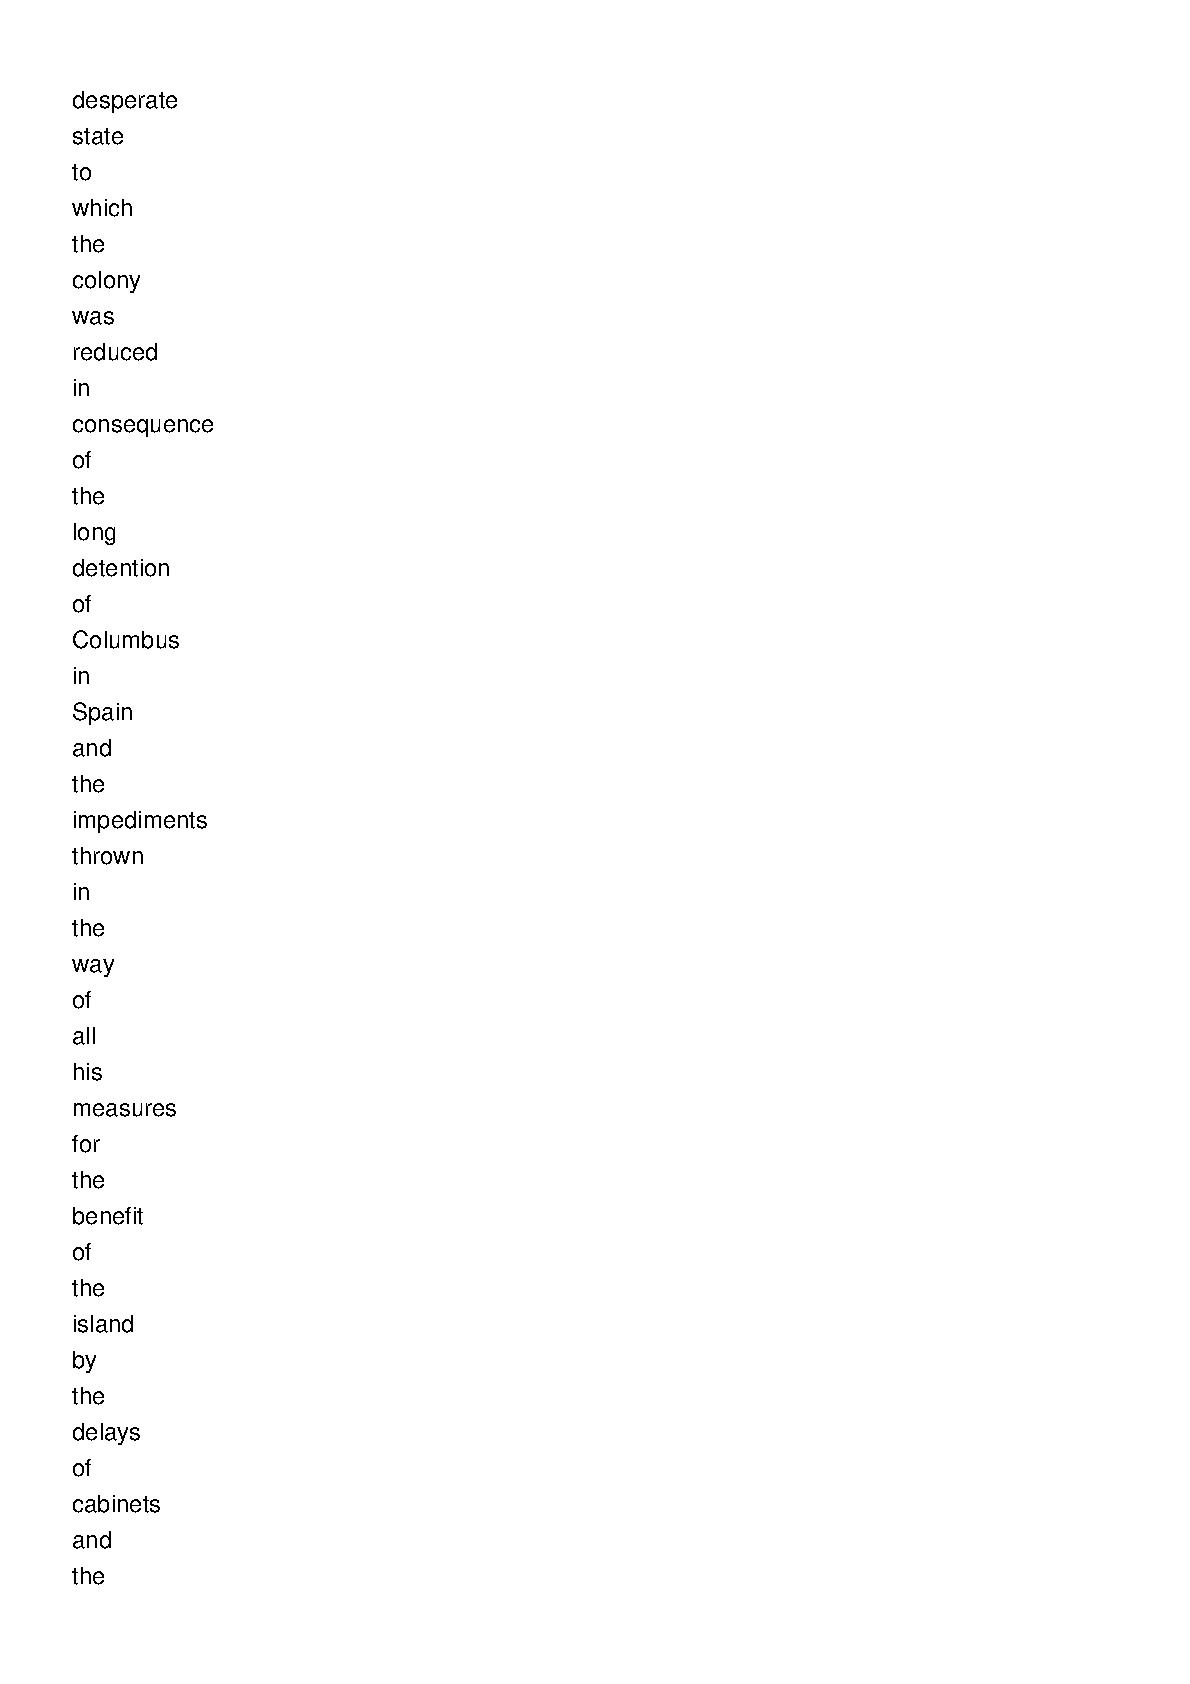 desperate
state
to
which
the
colony
was
reduced
in
consequence
of
the
long
detention
of
Columbus
in
Spain
and
the
impediments
thrown
in
the
way
of
all
his
measures
for
the
benefit
of
the
island
by
the
delays
of
cabinets
and
the